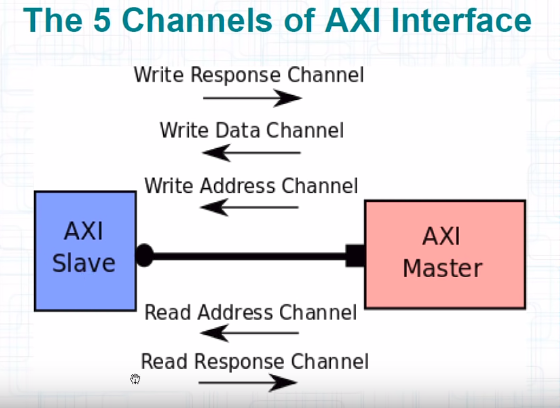 The 5 Channels of AXI Interface
Write Response Channel
Write Data Channel
Write Address Channel
AXI
Slave
AXI
Master
Read Address Channel
Read Response Channel